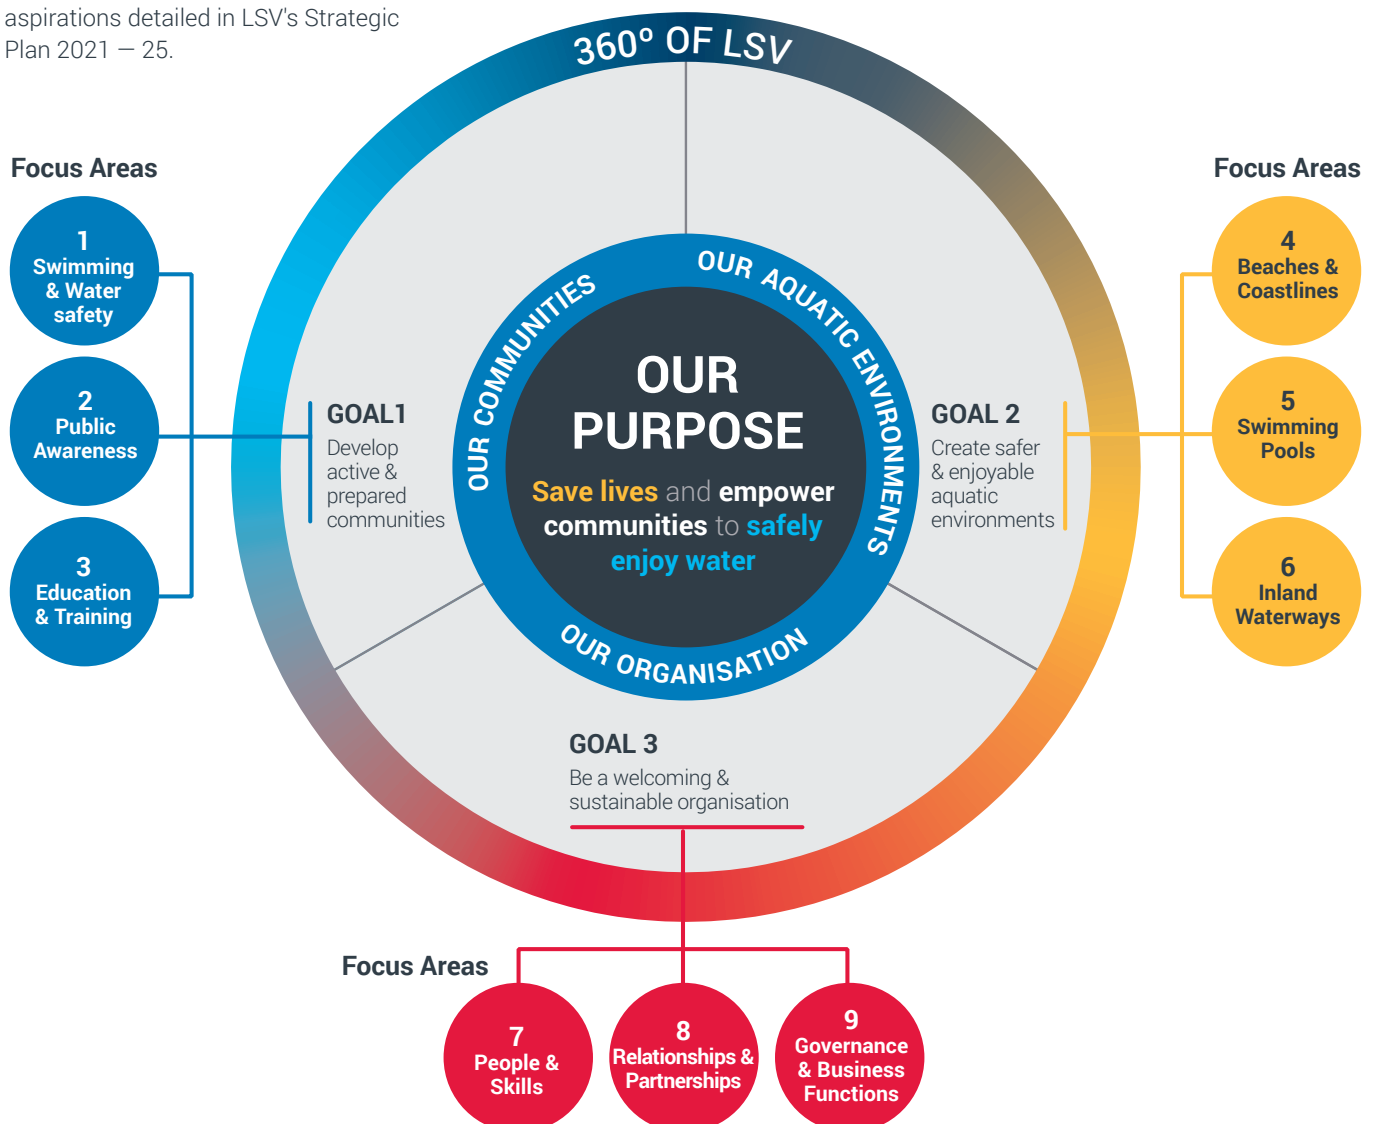 aspirations detailed in LSV's Strategic
Plan 2021 — 25.
360º OF LSV
Focus Areas
1
Swimming
& Water
safety
2
Public
Awareness
3
Education
& Training
GOAL1
Develop
active &
prepared
communities
OUR COMMUNITIES
OUR AQUATIC ENVIRONMENTS
OUR ORGANISATION
OUR
PURPOSE
Save lives and empower
communities to safely
enjoy water
GOAL 2
Create safer
& enjoyable
aquatic
environments
Focus Areas
4
Beaches &
Coastlines
5
Swimming
Pools
6
Inland
Waterways
GOAL 3
Be a welcoming &
sustainable organisation
Focus Areas
7
People &
Skills
8
Relationships &
Partnerships
9
Governance
& Business
Functions